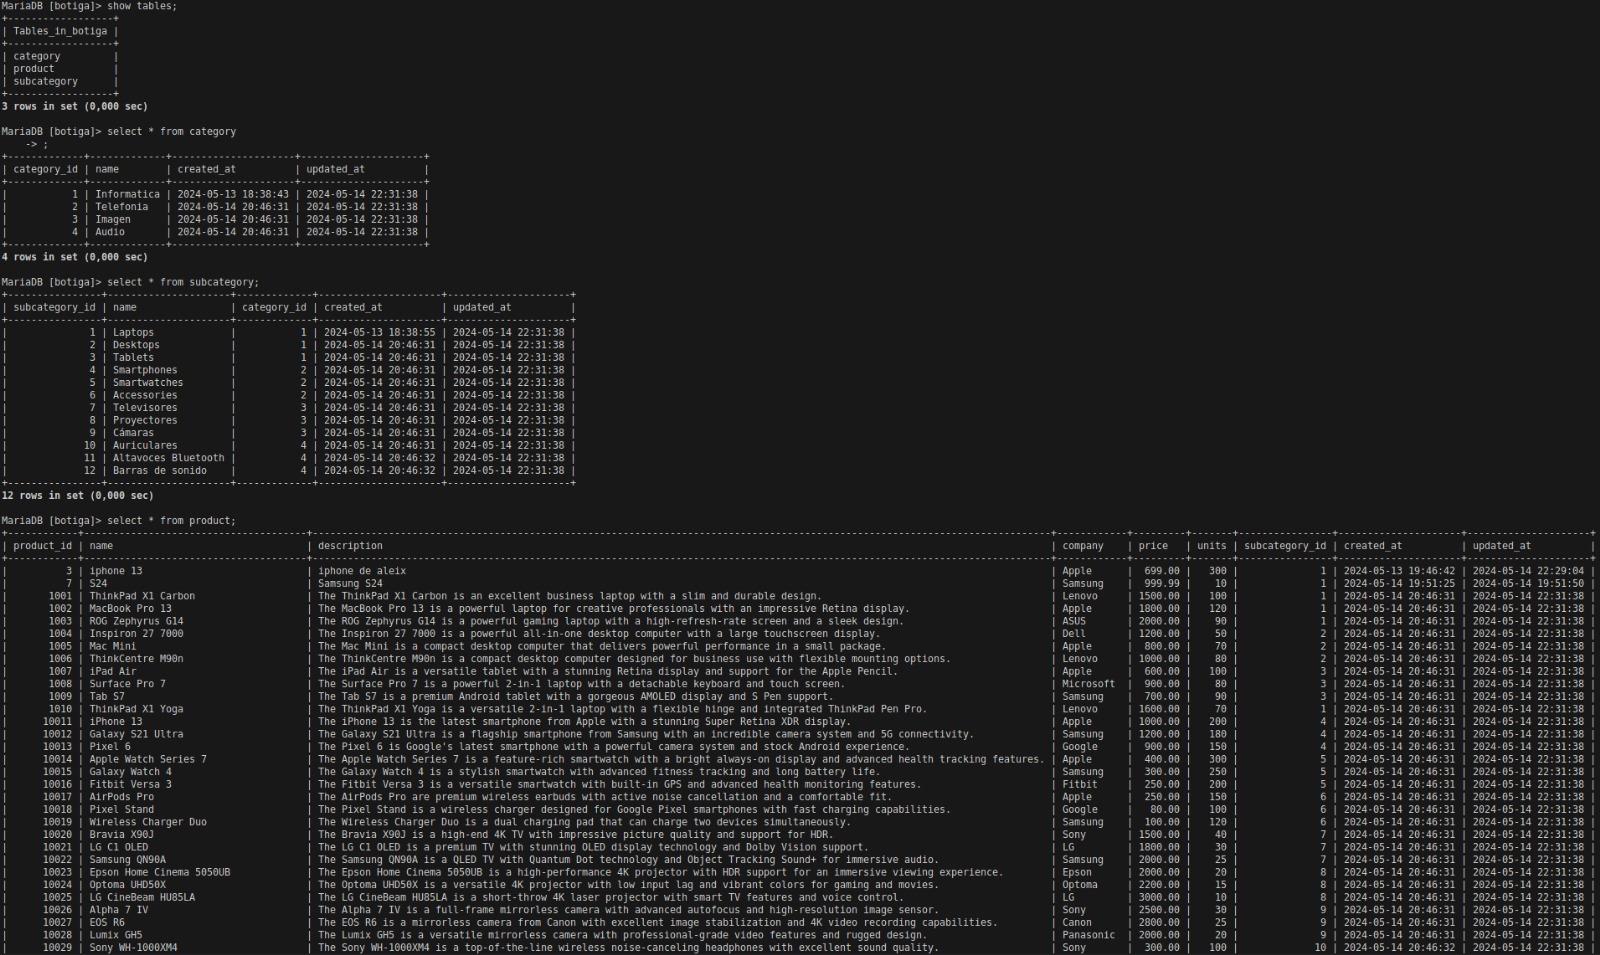 MariaDB [botiga]> show tables;
+------------------+
| Tables_in_botiga |
+------------------+
| category         |
| product          |
| subcategory      |
+------------------+
3 rows in set (0,000 sec)

MariaDB [botiga]> select * from category
    -> ;
+-------------+-------------+---------------------+---------------------+
| category_id | name        | created_at          | updated_at          |
+-------------+-------------+---------------------+---------------------+
|           1 | Informatica | 2024-05-13 18:38:43 | 2024-05-14 22:31:38 |
|           2 | Telefonia   | 2024-05-14 20:46:31 | 2024-05-14 22:31:38 |
|           3 | Imagen      | 2024-05-14 20:46:31 | 2024-05-14 22:31:38 |
|           4 | Audio       | 2024-05-14 20:46:31 | 2024-05-14 22:31:38 |
+-------------+-------------+---------------------+---------------------+
4 rows in set (0,000 sec)

MariaDB [botiga]> select * from subcategory;
+----------------+---------------------+-------------+---------------------+---------------------+
| subcategory_id | name                | category_id | created_at          | updated_at          |
+----------------+---------------------+-------------+---------------------+---------------------+
|              1 | Laptops             |           1 | 2024-05-13 18:38:55 | 2024-05-14 22:31:38 |
|              2 | Desktops            |           1 | 2024-05-14 20:46:31 | 2024-05-14 22:31:38 |
|              3 | Tablets             |           1 | 2024-05-14 20:46:31 | 2024-05-14 22:31:38 |
|              4 | Smartphones         |           2 | 2024-05-14 20:46:31 | 2024-05-14 22:31:38 |
|              5 | Smartwatches        |           2 | 2024-05-14 20:46:31 | 2024-05-14 22:31:38 |
|              6 | Accessories         |           2 | 2024-05-14 20:46:31 | 2024-05-14 22:31:38 |
|              7 | Televisores         |           3 | 2024-05-14 20:46:31 | 2024-05-14 22:31:38 |
|              8 | Proyectores         |           3 | 2024-05-14 20:46:31 | 2024-05-14 22:31:38 |
|              9 | Cámaras             |           3 | 2024-05-14 20:46:31 | 2024-05-14 22:31:38 |
|             10 | Auriculares         |           4 | 2024-05-14 20:46:31 | 2024-05-14 22:31:38 |
|             11 | Altavoces Bluetooth |           4 | 2024-05-14 20:46:32 | 2024-05-14 22:31:38 |
|             12 | Barras de sonido    |           4 | 2024-05-14 20:46:32 | 2024-05-14 22:31:38 |
+----------------+---------------------+-------------+---------------------+---------------------+
12 rows in set (0,000 sec)

MariaDB [botiga]> select * from product;
| product_id | name | description | company | price | units | subcategory_id | created_at | updated_at |
| 3 | iphone 13 | iphone de aleix | Apple | 699.00 | 300 | 1 | 2024-05-13 19:46:42 | 2024-05-14 22:29:04 |
| 7 | S24 | Samsung S24 | Samsung | 999.99 | 10 | 1 | 2024-05-14 19:51:25 | 2024-05-14 19:51:50 |
| 1001 | ThinkPad X1 Carbon | The ThinkPad X1 Carbon is an excellent business laptop with a slim and durable design. | Lenovo | 1500.00 | 100 | 1 | 2024-05-14 20:46:31 | 2024-05-14 22:31:38 |
| 1002 | MacBook Pro 13 | The MacBook Pro 13 is a powerful laptop for creative professionals with an impressive Retina display. | Apple | 1800.00 | 120 | 1 | 2024-05-14 20:46:31 | 2024-05-14 22:31:38 |
| 1003 | ROG Zephyrus G14 | The ROG Zephyrus G14 is a powerful gaming laptop with a high-refresh-rate screen and a sleek design. | ASUS | 2000.00 | 90 | 1 | 2024-05-14 20:46:31 | 2024-05-14 22:31:38 |
| 1004 | Inspiron 27 7000 | The Inspiron 27 7000 is a powerful all-in-one desktop computer with a large touchscreen display. | Dell | 1200.00 | 50 | 2 | 2024-05-14 20:46:31 | 2024-05-14 22:31:38 |
| 1005 | Mac Mini | The Mac Mini is a compact desktop computer that delivers powerful performance in a small package. | Apple | 800.00 | 70 | 2 | 2024-05-14 20:46:31 | 2024-05-14 22:31:38 |
| 1006 | ThinkCentre M90n | The ThinkCentre M90n is a compact desktop computer designed for business use with flexible mounting options. | Lenovo | 1000.00 | 80 | 2 | 2024-05-14 20:46:31 | 2024-05-14 22:31:38 |
| 1007 | iPad Air | The iPad Air is a versatile tablet with a stunning Retina display and support for the Apple Pencil. | Apple | 600.00 | 100 | 3 | 2024-05-14 20:46:31 | 2024-05-14 22:31:38 |
| 1008 | Surface Pro 7 | The Surface Pro 7 is a powerful 2-in-1 laptop with a detachable keyboard and touch screen. | Microsoft | 900.00 | 80 | 3 | 2024-05-14 20:46:31 | 2024-05-14 22:31:38 |
| 1009 | Tab S7 | The Tab S7 is a premium Android tablet with a gorgeous AMOLED display and S Pen support. | Samsung | 700.00 | 90 | 3 | 2024-05-14 20:46:31 | 2024-05-14 22:31:38 |
| 1010 | ThinkPad X1 Yoga | The ThinkPad X1 Yoga is a versatile 2-in-1 laptop with a flexible hinge and integrated ThinkPad Pen Pro. | Lenovo | 1600.00 | 70 | 1 | 2024-05-14 20:46:31 | 2024-05-14 22:31:38 |
| 10011 | iPhone 13 | The iPhone 13 is the latest smartphone from Apple with a stunning Super Retina XDR display. | Apple | 1000.00 | 200 | 4 | 2024-05-14 20:46:31 | 2024-05-14 22:31:38 |
| 10012 | Galaxy S21 Ultra | The Galaxy S21 Ultra is a flagship smartphone from Samsung with an incredible camera system and 5G connectivity. | Samsung | 1200.00 | 180 | 4 | 2024-05-14 20:46:31 | 2024-05-14 22:31:38 |
| 10013 | Pixel 6 | The Pixel 6 is Google's latest smartphone with a powerful camera system and stock Android experience. | Google | 900.00 | 150 | 4 | 2024-05-14 20:46:31 | 2024-05-14 22:31:38 |
| 10014 | Apple Watch Series 7 | The Apple Watch Series 7 is a feature-rich smartwatch with a bright always-on display and advanced health tracking features. | Apple | 400.00 | 300 | 5 | 2024-05-14 20:46:31 | 2024-05-14 22:31:38 |
| 10015 | Galaxy Watch 4 | The Galaxy Watch 4 is a stylish smartwatch with advanced fitness tracking and long battery life. | Samsung | 300.00 | 250 | 5 | 2024-05-14 20:46:31 | 2024-05-14 22:31:38 |
| 10016 | Fitbit Versa 3 | The Fitbit Versa 3 is a versatile smartwatch with built-in GPS and advanced health monitoring features. | Fitbit | 250.00 | 200 | 5 | 2024-05-14 20:46:31 | 2024-05-14 22:31:38 |
| 10017 | AirPods Pro | The AirPods Pro are premium wireless earbuds with active noise cancellation and a comfortable fit. | Apple | 250.00 | 150 | 6 | 2024-05-14 20:46:31 | 2024-05-14 22:31:38 |
| 10018 | Pixel Stand | The Pixel Stand is a wireless charger designed for Google Pixel smartphones with fast charging capabilities. | Google | 80.00 | 100 | 6 | 2024-05-14 20:46:31 | 2024-05-14 22:31:38 |
| 10019 | Wireless Charger Duo | The Wireless Charger Duo is a dual charging pad that can charge two devices simultaneously. | Samsung | 100.00 | 120 | 6 | 2024-05-14 20:46:31 | 2024-05-14 22:31:38 |
| 10020 | Bravia X90J | The Bravia X90J is a high-end 4K TV with impressive picture quality and support for HDR. | Sony | 1500.00 | 40 | 7 | 2024-05-14 20:46:31 | 2024-05-14 22:31:38 |
| 10021 | LG C1 OLED | The LG C1 OLED is a premium TV with stunning OLED display technology and Dolby Vision support. | LG | 1800.00 | 30 | 7 | 2024-05-14 20:46:31 | 2024-05-14 22:31:38 |
| 10022 | Samsung QN90A | The Samsung QN90A is a QLED TV with Quantum Dot technology and Object Tracking Sound+ for immersive audio. | Samsung | 2000.00 | 25 | 7 | 2024-05-14 20:46:31 | 2024-05-14 22:31:38 |
| 10023 | Epson Home Cinema 5050UB | The Epson Home Cinema 5050UB is a high-performance 4K projector with HDR support for an immersive viewing experience. | Epson | 2000.00 | 20 | 8 | 2024-05-14 20:46:31 | 2024-05-14 22:31:38 |
| 10024 | Optoma UHD50X | The Optoma UHD50X is a versatile 4K projector with low input lag and vibrant colors for gaming and movies. | Optoma | 2200.00 | 15 | 8 | 2024-05-14 20:46:31 | 2024-05-14 22:31:38 |
| 10025 | LG CineBeam HU85LA | The LG CineBeam HU85LA is a short-throw 4K laser projector with smart TV features and voice control. | LG | 3000.00 | 10 | 8 | 2024-05-14 20:46:31 | 2024-05-14 22:31:38 |
| 10026 | Alpha 7 IV | The Alpha 7 IV is a full-frame mirrorless camera with advanced autofocus and high-resolution image sensor. | Sony | 2500.00 | 30 | 9 | 2024-05-14 20:46:31 | 2024-05-14 22:31:38 |
| 10027 | EOS R6 | The EOS R6 is a mirrorless camera from Canon with excellent image stabilization and 4K video recording capabilities. | Canon | 2800.00 | 25 | 9 | 2024-05-14 20:46:31 | 2024-05-14 22:31:38 |
| 10028 | Lumix GH5 | The Lumix GH5 is a versatile mirrorless camera with professional-grade video features and rugged design. | Panasonic | 2000.00 | 20 | 9 | 2024-05-14 20:46:31 | 2024-05-14 22:31:38 |
| 10029 | Sony WH-1000XM4 | The Sony WH-1000XM4 is a top-of-the-line wireless noise-canceling headphones with excellent sound quality. | Sony | 300.00 | 100 | 10 | 2024-05-14 20:46:32 | 2024-05-14 22:31:38 |